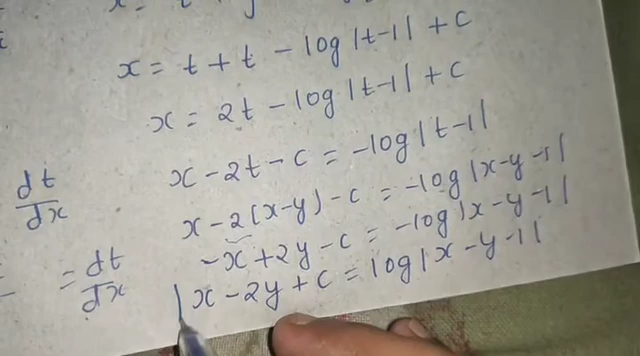 x = t + t - log|t-1| + c
x = 2t - log|t-1| + c
x - 2t - c = -log|t-1|
dt/dx
x - 2(x-y) - c = -log|x-y-1|
-x + 2y - c = -log|x-y-1|
= dt/dx
x - 2y + c = log|x-y-1|